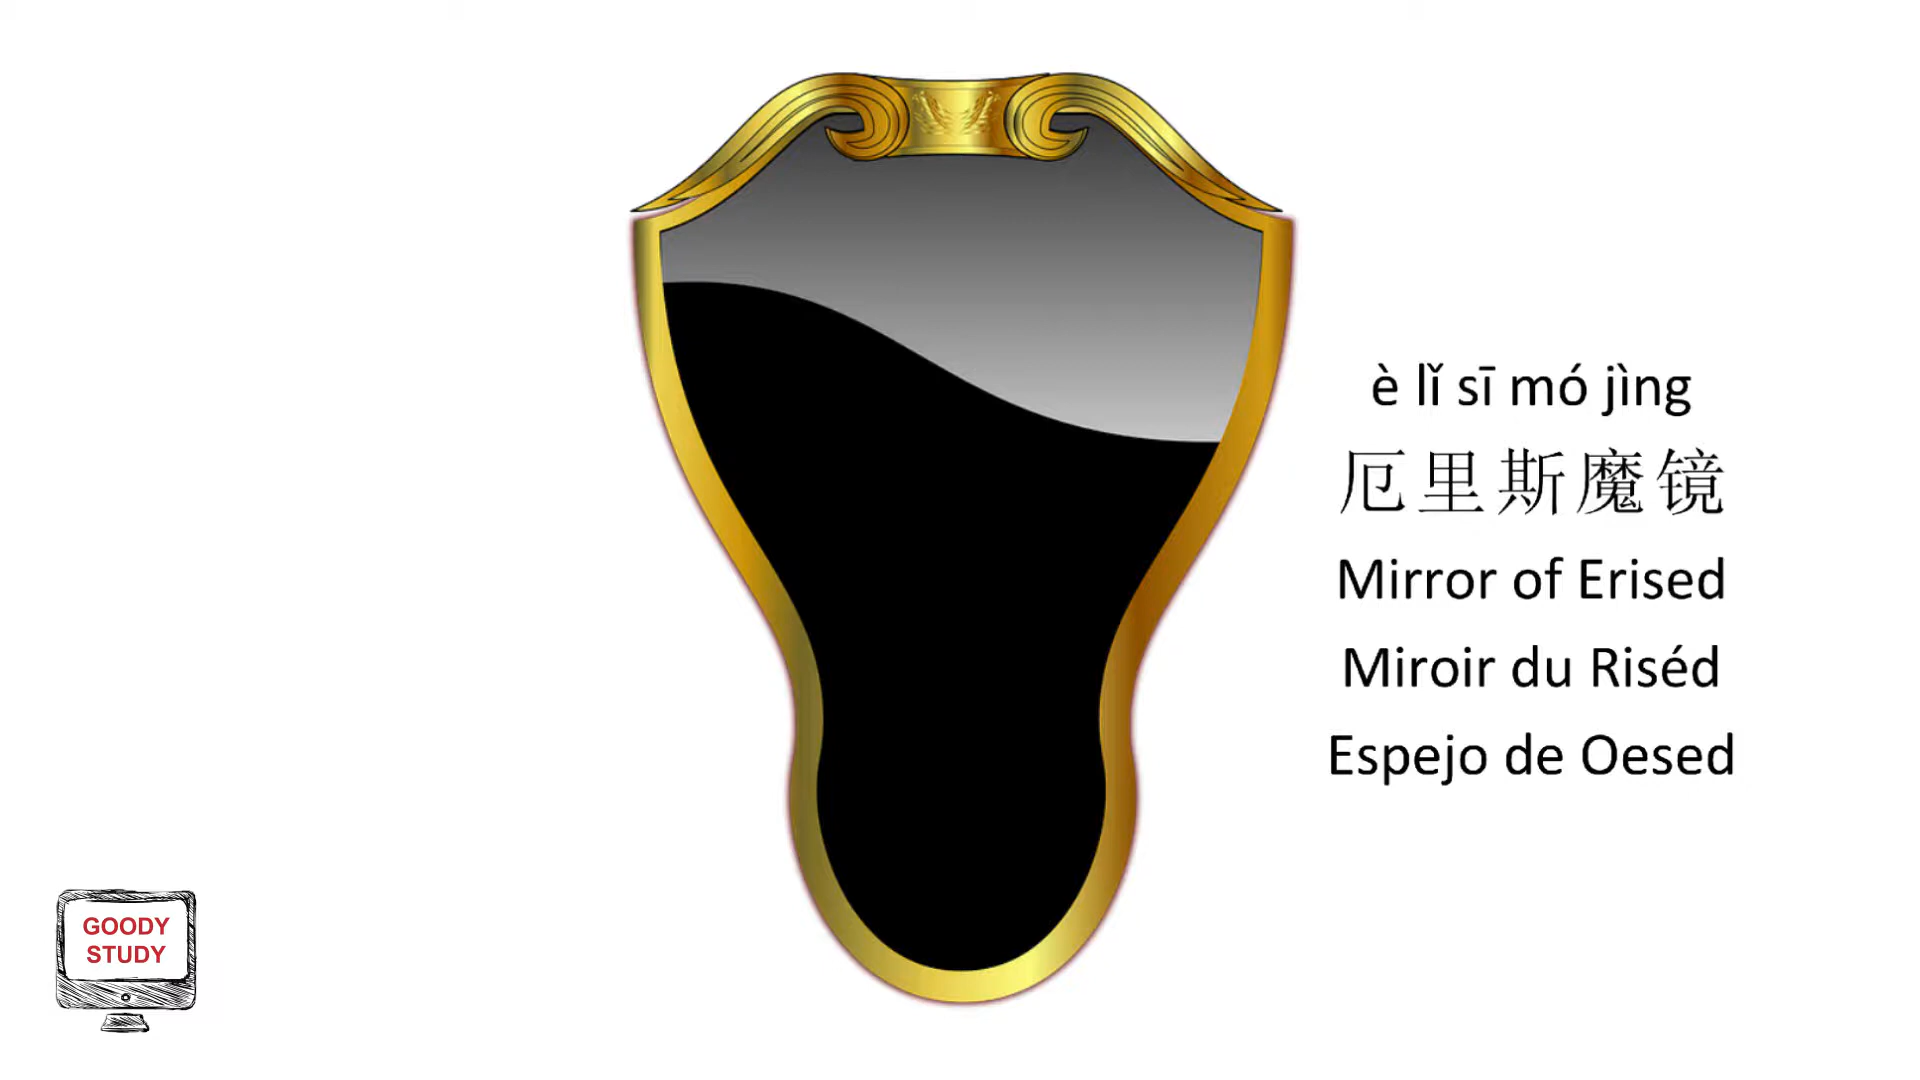 è lǐ sī mó jìng
厄里斯魔镜
Mirror of Erised
Miroir du Riséd
Espejo de Oesed
GOODY
STUDY